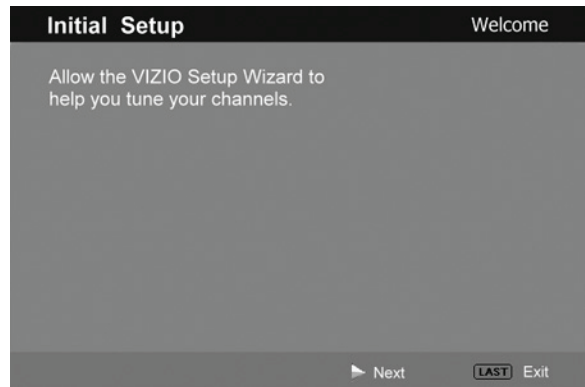 Initial Setup Welcome
Allow the VIZIO Setup Wizard to
help you tune your channels.
Next LAST Exit